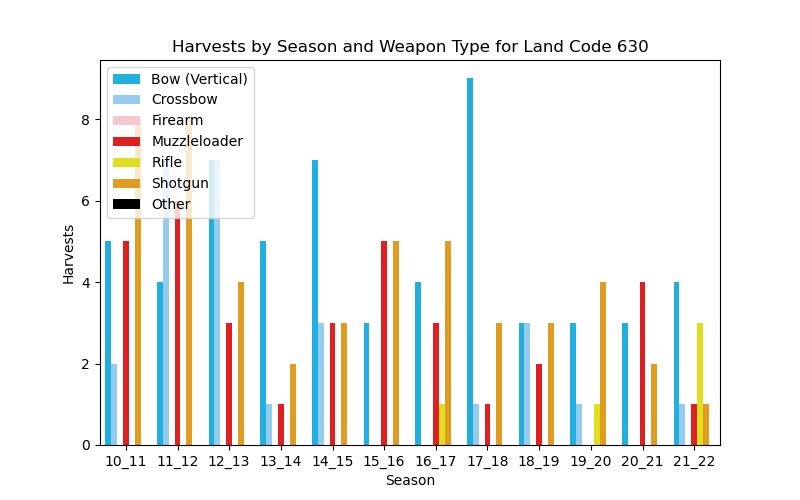 Harvests by Season and Weapon Type for Land Code 630
Bow (Vertical)
Crossbow
Firearm
Muzzleloader
Rifle
Shotgun
Other
Harvests
8
6
4
2
0
10_11 11_12 12_13 13_14 14_15 15_16 16_17 17_18 18_19 19_20 20_21 21_22
Season